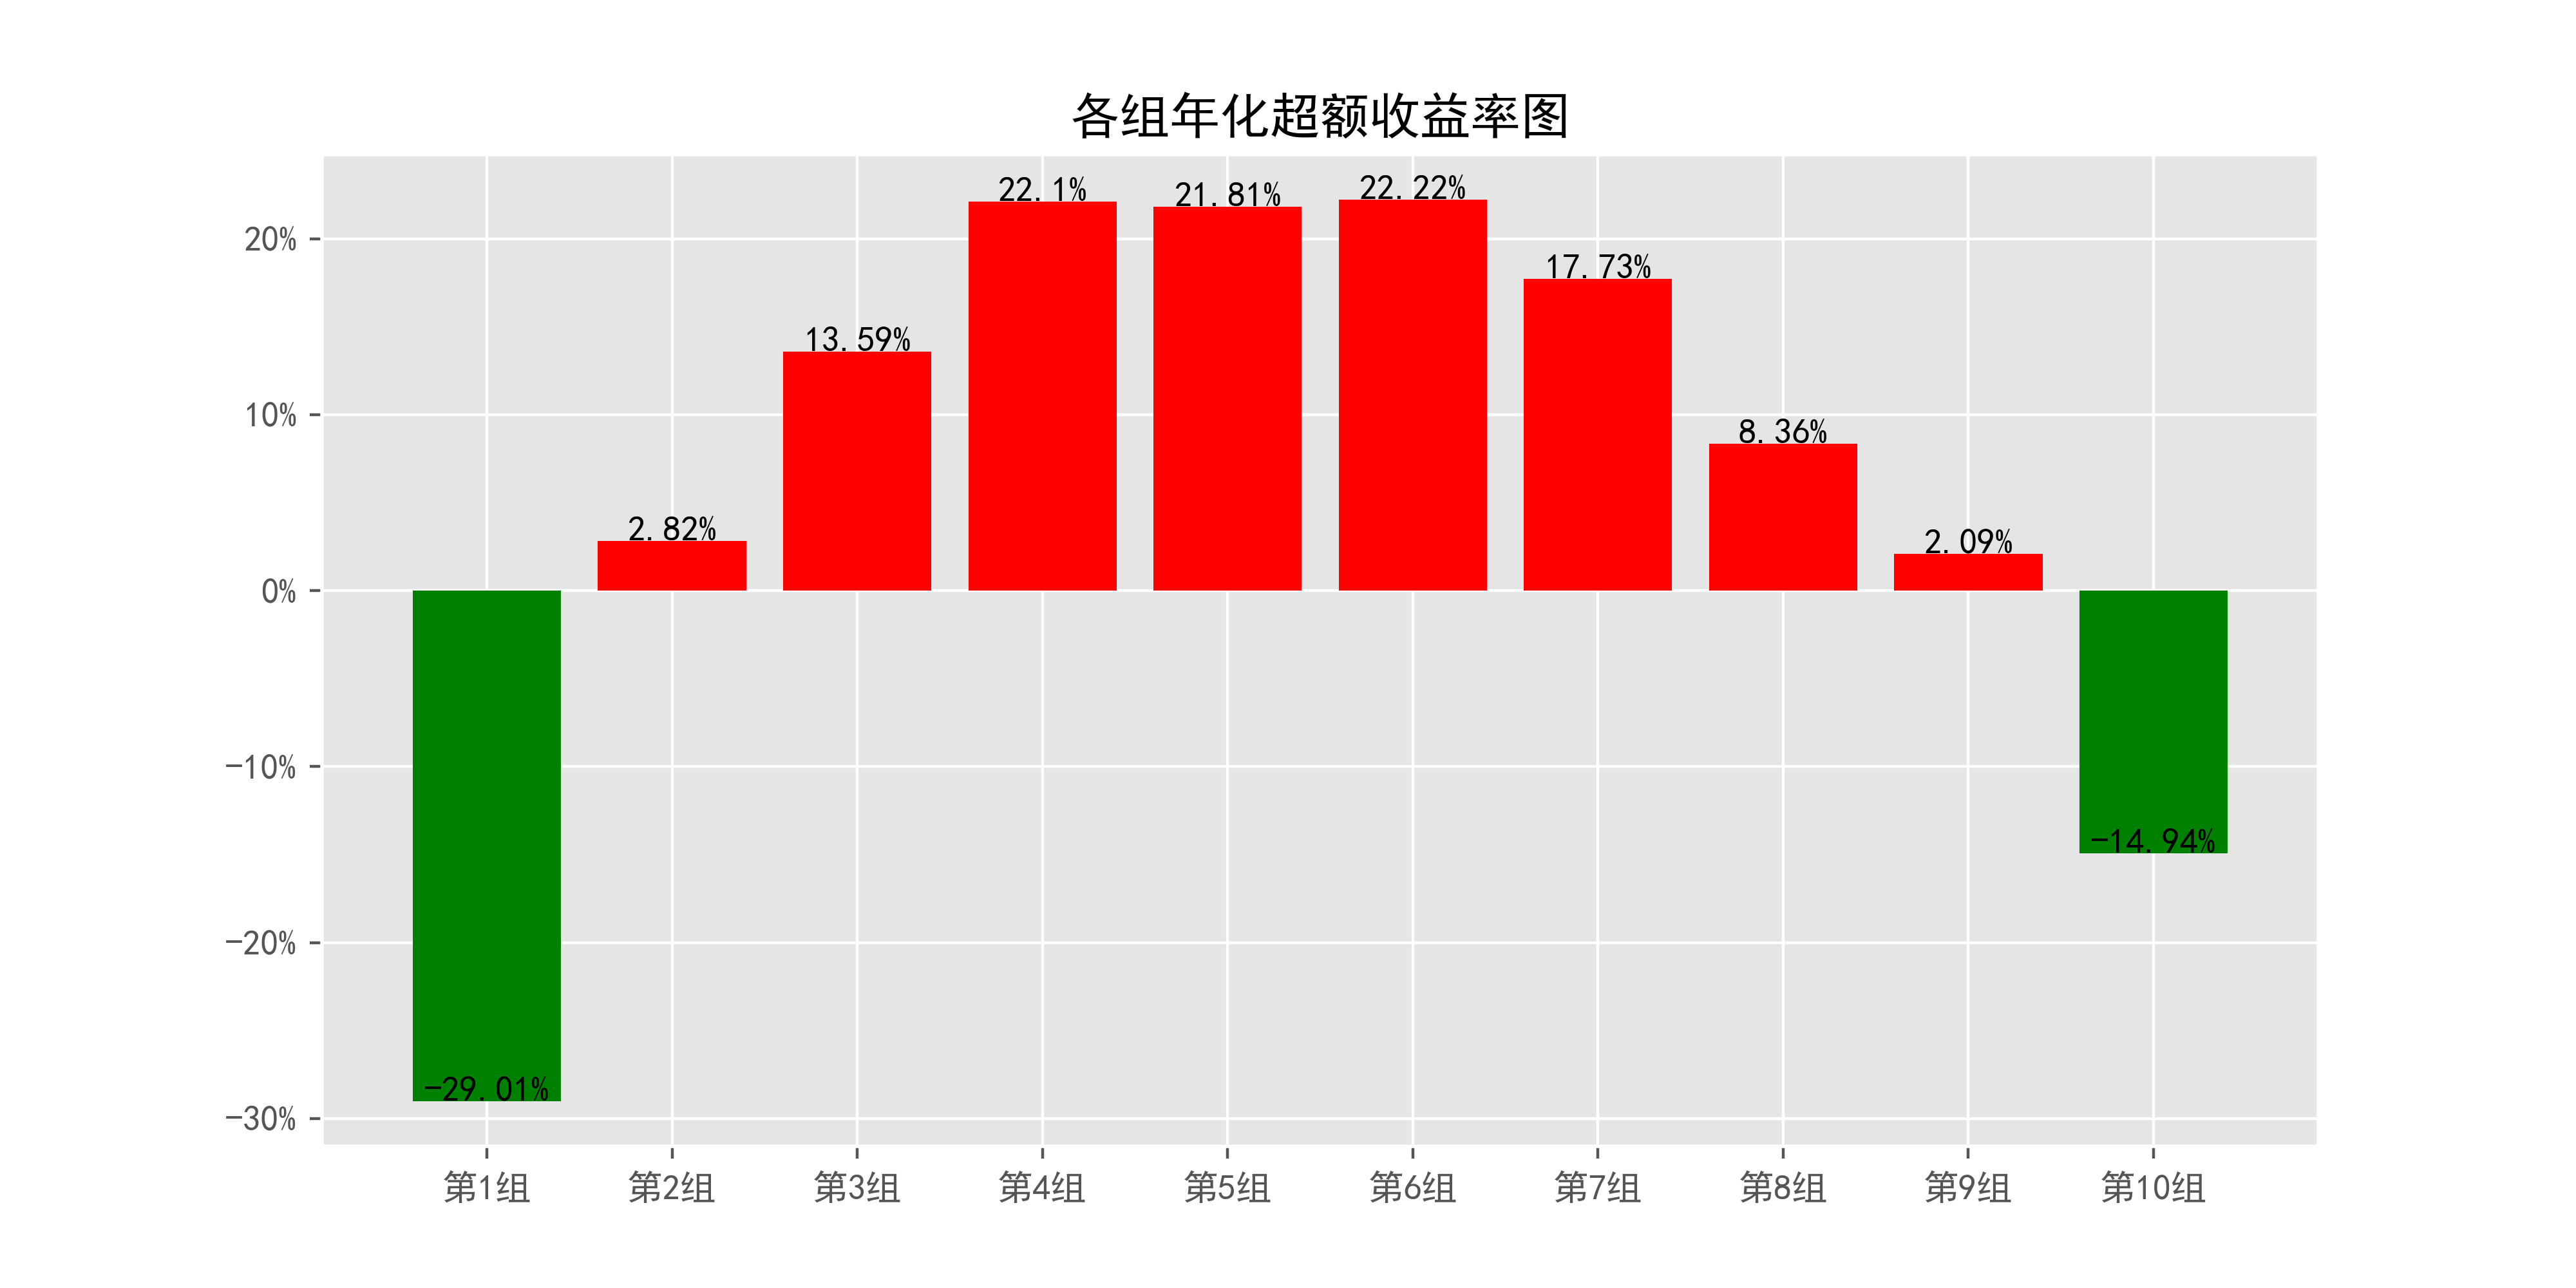 各组年化超额收益率图
20%
10%
0%
−10%
−20%
−30%
-29.01%
2.82%
13.59%
22.1%
21.81%
22.22%
17.73%
8.36%
2.09%
-14.94%
第1组
第2组
第3组
第4组
第5组
第6组
第7组
第8组
第9组
第10组